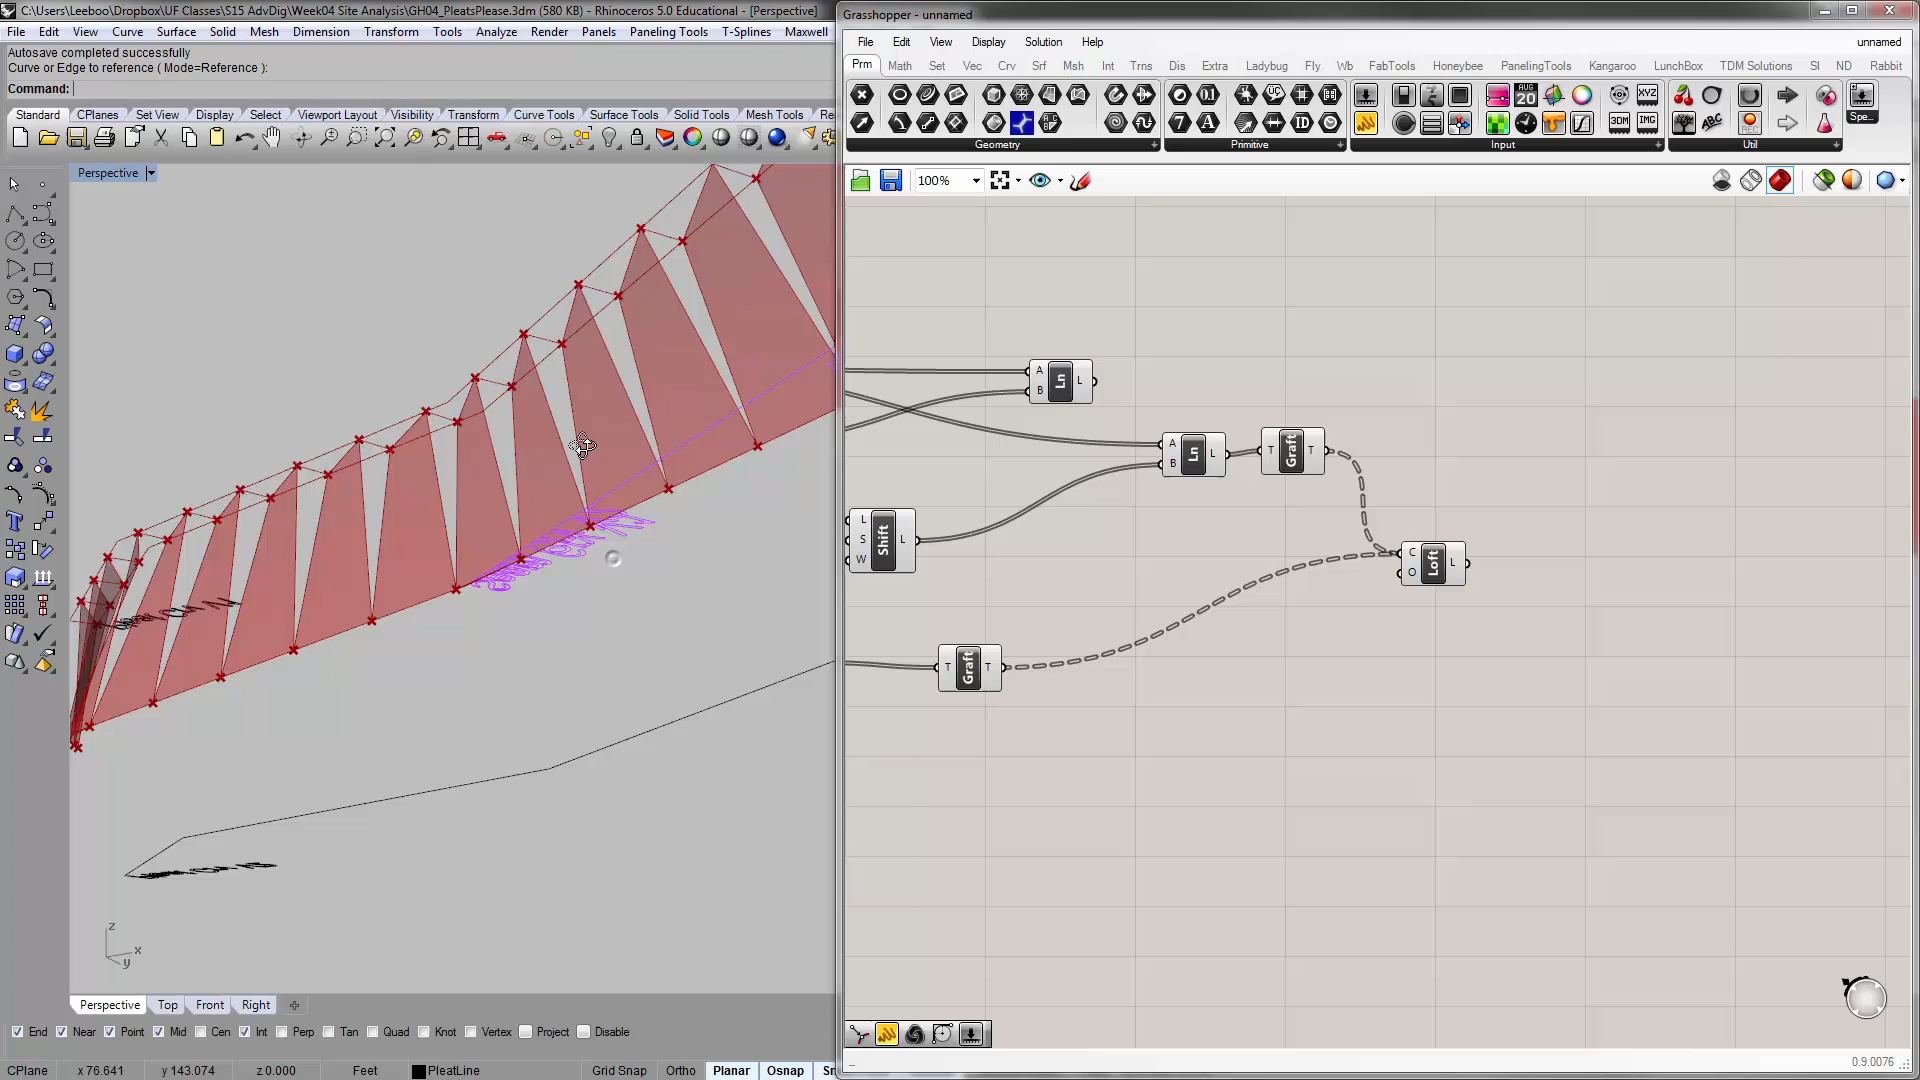 C:\Users\Leeboo\Dropbox\UF Classes\S15 AdvDig\Week04 Site Analysis\GH04_PleatsPlease.3dm (580 KB) - Rhinoceros 5.0 Educational - [Perspective]
File Edit View Curve Surface Solid Mesh Dimension Transform Tools Analyze Render Panels Paneling Tools T-Splines Maxwell
Autosave completed successfully
Curve or Edge to reference ( Mode=Reference ):
Command:
Standard CPlanes Set View Display Select Viewport Layout Visibility Transform Curve Tools Surface Tools Solid Tools Mesh Tools Re
Perspective
z
x
y
Perspective Top Front Right
End Near Point Mid Cen Int Perp Tan Quad Knot Vertex Project Disable
CPlane x 76.641 y 143.074 z 0.000 Feet PleatLine Grid Snap Ortho Planar Osnap Sn
Grasshopper - unnamed
File Edit View Display Solution Help unnamed
Prm Math Set Vec Crv Srf Msh Int Trns Dis Extra Ladybug Fly Wb FabTools Honeybee PanelingTools Kangaroo LunchBox TDM Solutions SI ND Rabbit
Geometry Primitive Input Util Spe...
100%
A B Ln L
A B Ln L
T Graft T
L S W Shift L
C O Loft L
T Graft T
0.9.0076